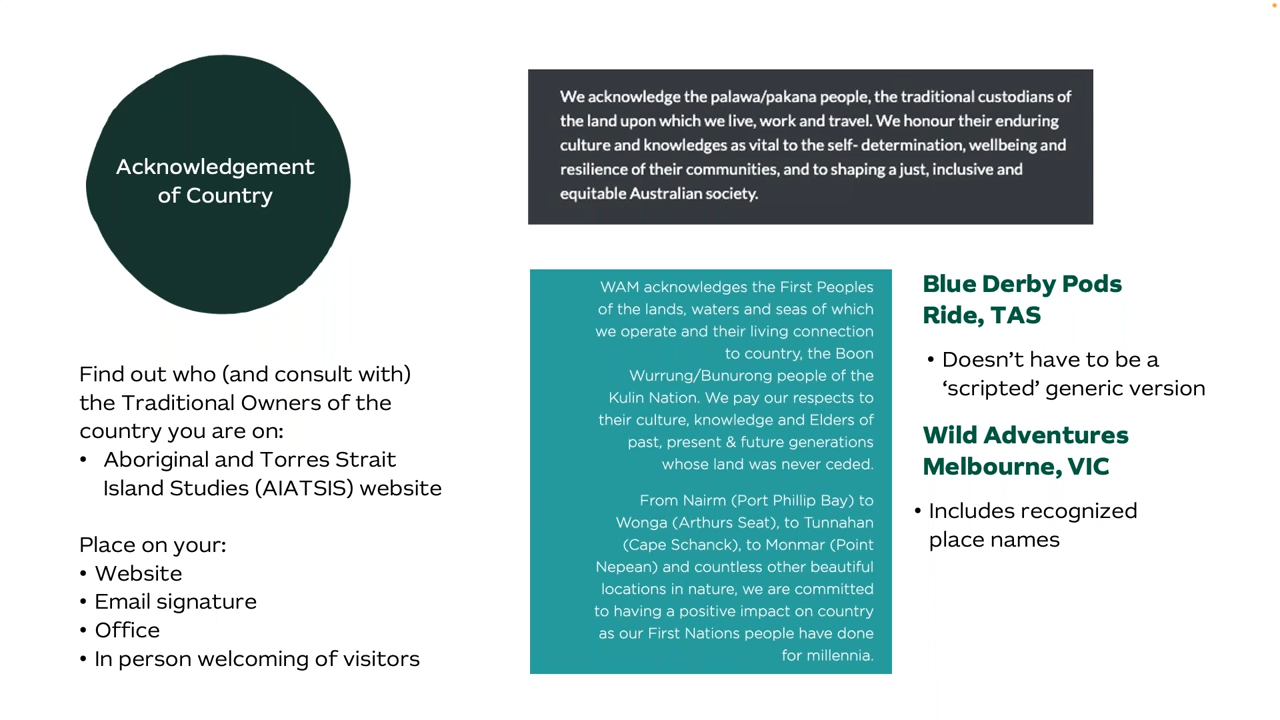 Acknowledgement
of Country
Find out who (and consult with)
the Traditional Owners of the
country you are on:
• Aboriginal and Torres Strait
Island Studies (AIATSIS) website
Place on your:
• Website
• Email signature
• Office
• In person welcoming of visitors
We acknowledge the palawa/pakana people, the traditional custodians of
the land upon which we live, work and travel. We honour their enduring
culture and knowledges as vital to the self- determination, wellbeing and
resilience of their communities, and to shaping a just, inclusive and
equitable Australian society.
WAM acknowledges the First Peoples
of the lands, waters and seas of which
we operate and their living connection
to country, the Boon
Wurrung/Bunurong people of the
Kulin Nation. We pay our respects to
their culture, knowledge and Elders of
past, present & future generations
whose land was never ceded.
From Nairm (Port Phillip Bay) to
Wonga (Arthurs Seat), to Tunnahan
(Cape Schanck), to Monmar (Point
Nepean) and countless other beautiful
locations in nature, we are committed
to having a positive impact on country
as our First Nations people have done
for millennia.
Blue Derby Pods
Ride, TAS
• Doesn’t have to be a
‘scripted’ generic version
Wild Adventures
Melbourne, VIC
• Includes recognized
place names